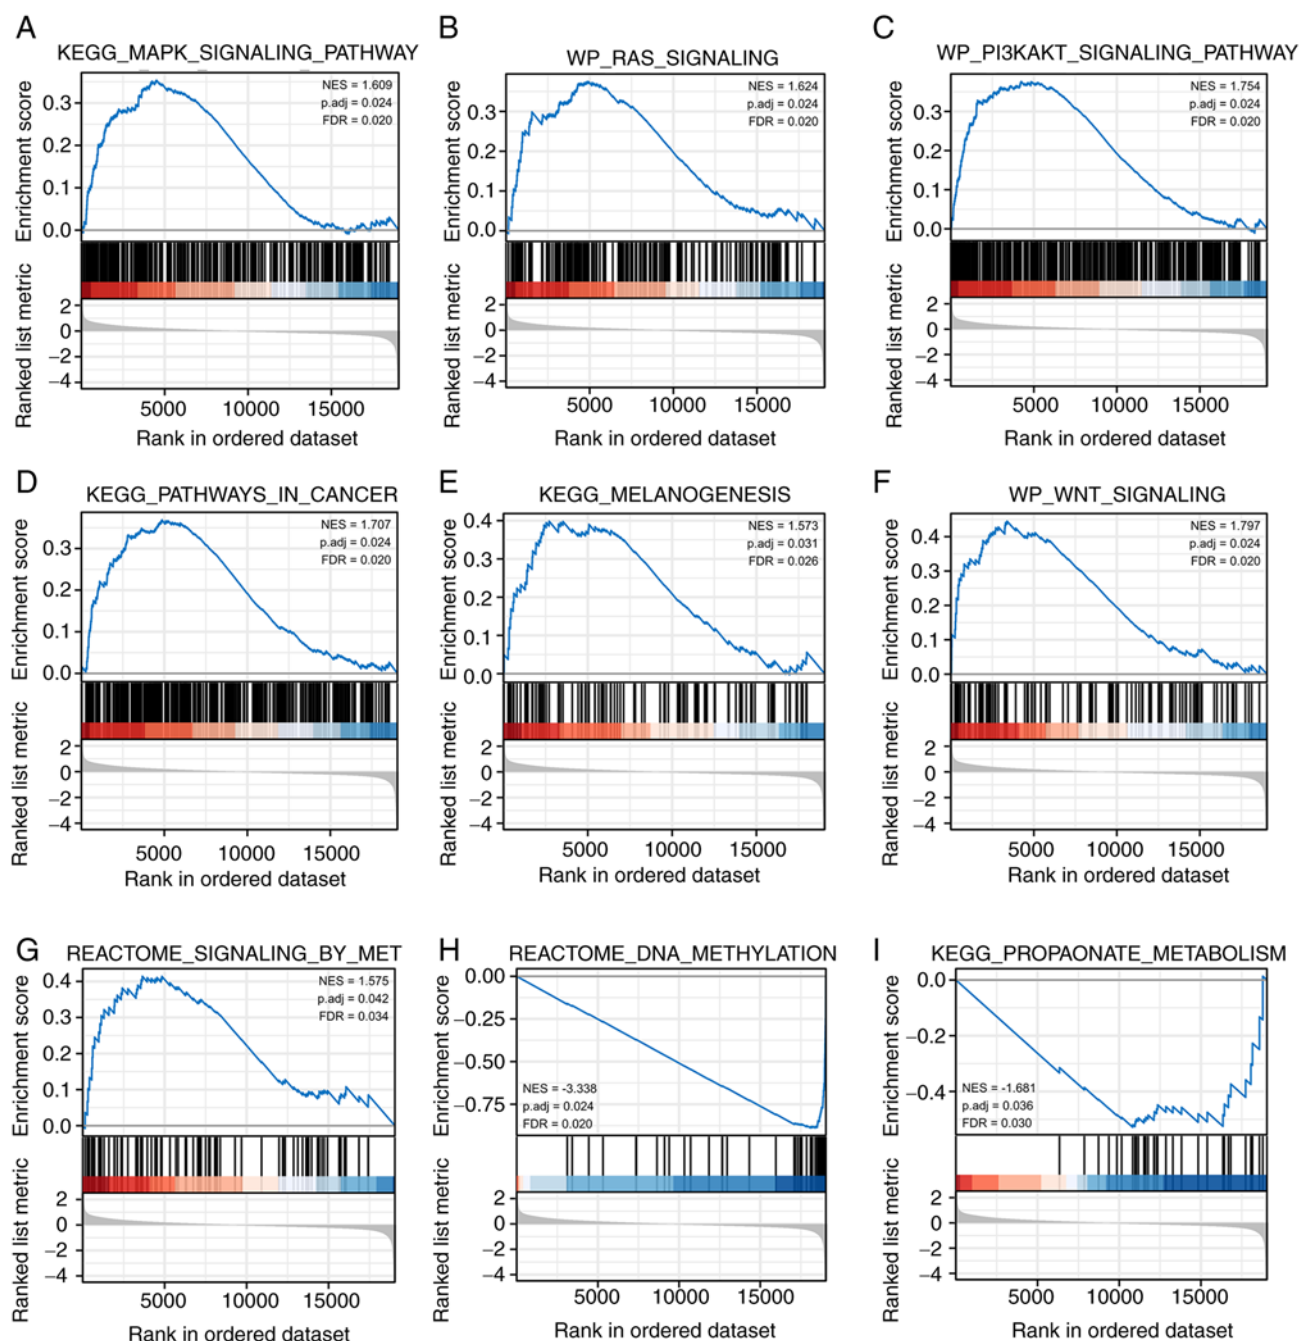 A
KEGG_MAPK_SIGNALING_PATHWAY
NES = 1.609
p.adj = 0.024
FDR = 0.020
Enrichment score
0.3
0.2
0.1
0.0
Ranked list metric
2
0
−2
−4
5000 10000 15000
Rank in ordered dataset
B
WP_RAS_SIGNALING
NES = 1.624
p.adj = 0.024
FDR = 0.020
Enrichment score
0.3
0.2
0.1
0.0
Ranked list metric
2
0
−2
−4
5000 10000 15000
Rank in ordered dataset
C
WP_PI3KAKT_SIGNALING_PATHWAY
NES = 1.754
p.adj = 0.024
FDR = 0.020
Enrichment score
0.3
0.2
0.1
0.0
Ranked list metric
2
0
−2
−4
5000 10000 15000
Rank in ordered dataset
D
KEGG_PATHWAYS_IN_CANCER
NES = 1.707
p.adj = 0.024
FDR = 0.020
Enrichment score
0.3
0.2
0.1
0.0
Ranked list metric
2
0
−2
−4
5000 10000 15000
Rank in ordered dataset
E
KEGG_MELANOGENESIS
NES = 1.573
p.adj = 0.031
FDR = 0.026
Enrichment score
0.4
0.3
0.2
0.1
0.0
Ranked list metric
2
0
−2
−4
5000 10000 15000
Rank in ordered dataset
F
WP_WNT_SIGNALING
NES = 1.797
p.adj = 0.024
FDR = 0.020
Enrichment score
0.4
0.3
0.2
0.1
0.0
Ranked list metric
2
0
−2
−4
5000 10000 15000
Rank in ordered dataset
G
REACTOME_SIGNALING_BY_MET
NES = 1.575
p.adj = 0.042
FDR = 0.034
Enrichment score
0.4
0.3
0.2
0.1
0.0
Ranked list metric
2
0
−2
−4
5000 10000 15000
Rank in ordered dataset
H
REACTOME_DNA_METHYLATION
Enrichment score
0.00
−0.25
−0.50
−0.75
NES = -3.338
p.adj = 0.024
FDR = 0.020
Ranked list metric
2
0
−2
−4
5000 10000 15000
Rank in ordered dataset
I
KEGG_PROPAONATE_METABOLISM
Enrichment score
0.0
−0.2
−0.4
NES = -1.681
p.adj = 0.036
FDR = 0.030
Ranked list metric
2
0
−2
−4
5000 10000 15000
Rank in ordered dataset